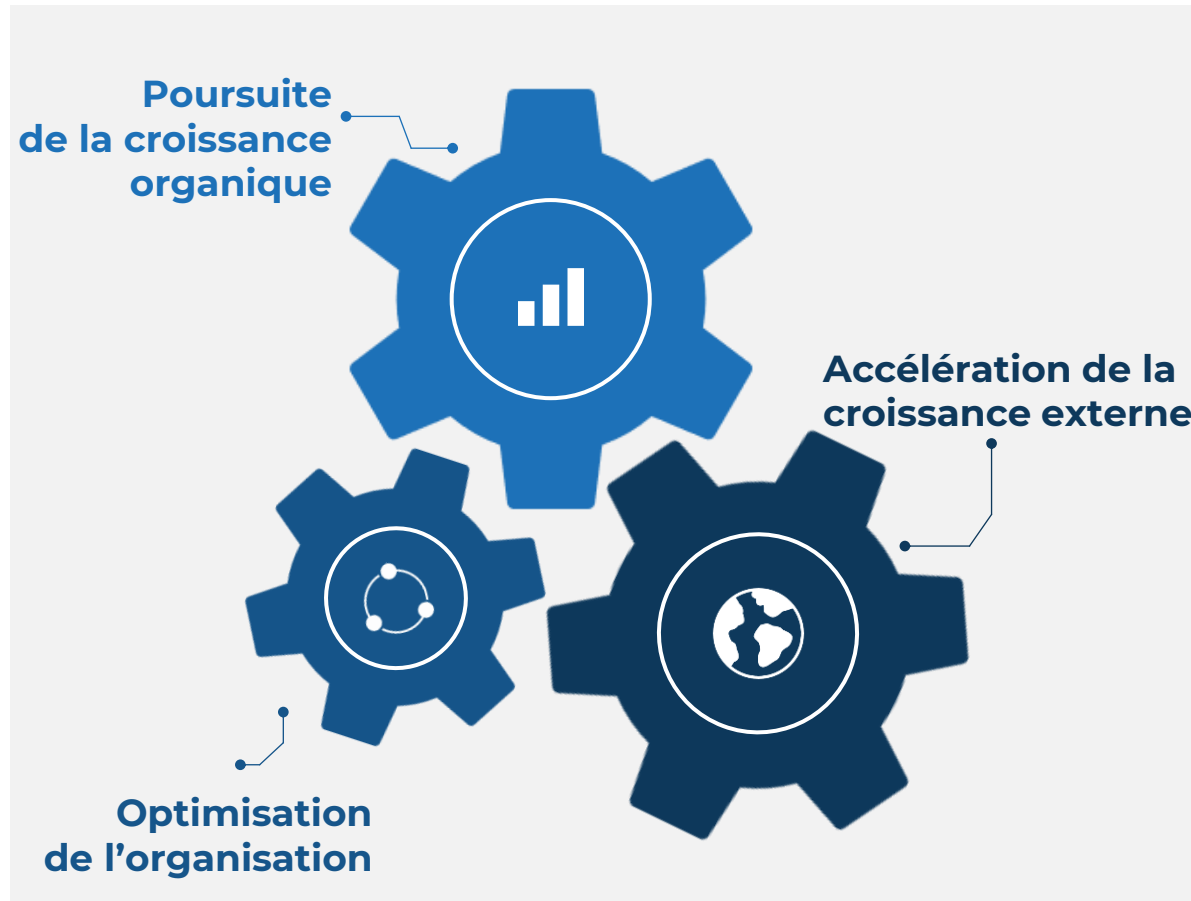 Poursuite
de la croissance
organique
Accélération de la
croissance externe
Optimisation
de l’organisation